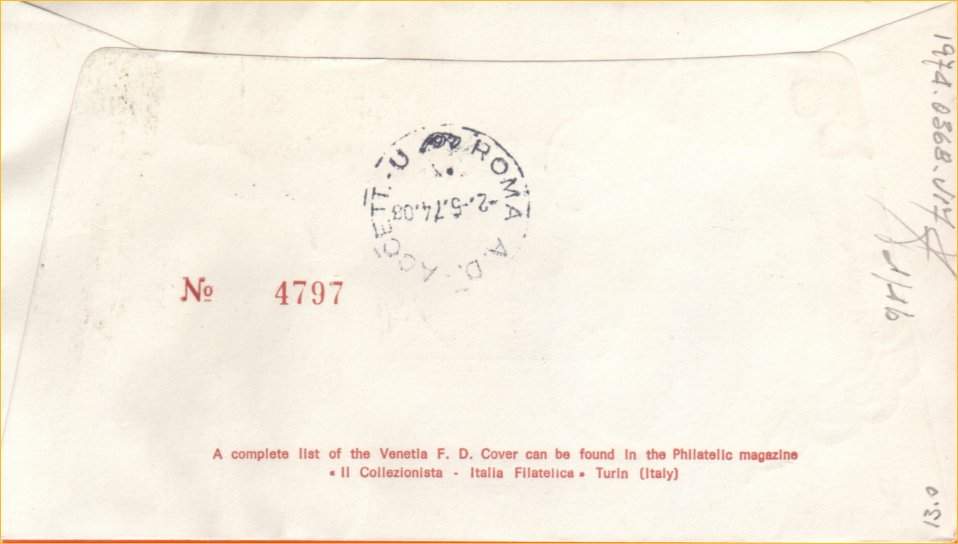 ROMA A.D. - ACCETT. - U
-2.-5.74.08
1974.0368.V17
Nº 4797
A complete list of the Venetia F. D. Cover can be found in the Philatelic magazine
« Il Collezionista - Italia Filatelica » Turin (Italy)
13.0